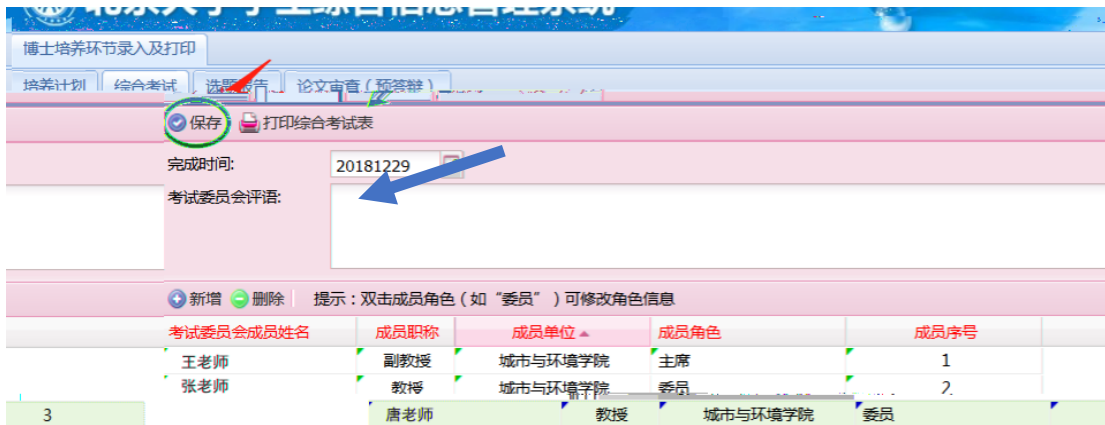 博士培养环节录入及打印
培养计划 综合考试 选题报告 论文审查（预答辩）
保存 打印综合考试表
完成时间: 20181229
考试委员会评语:
新增 删除 提示：双击成员角色（如“委员”）可修改角色信息
考试委员会成员姓名 成员职称 成员单位 成员角色 成员序号
王老师 副教授 城市与环境学院 主席 1
张老师 教授 城市与环境学院 委员 2
3 唐老师 教授 城市与环境学院 委员